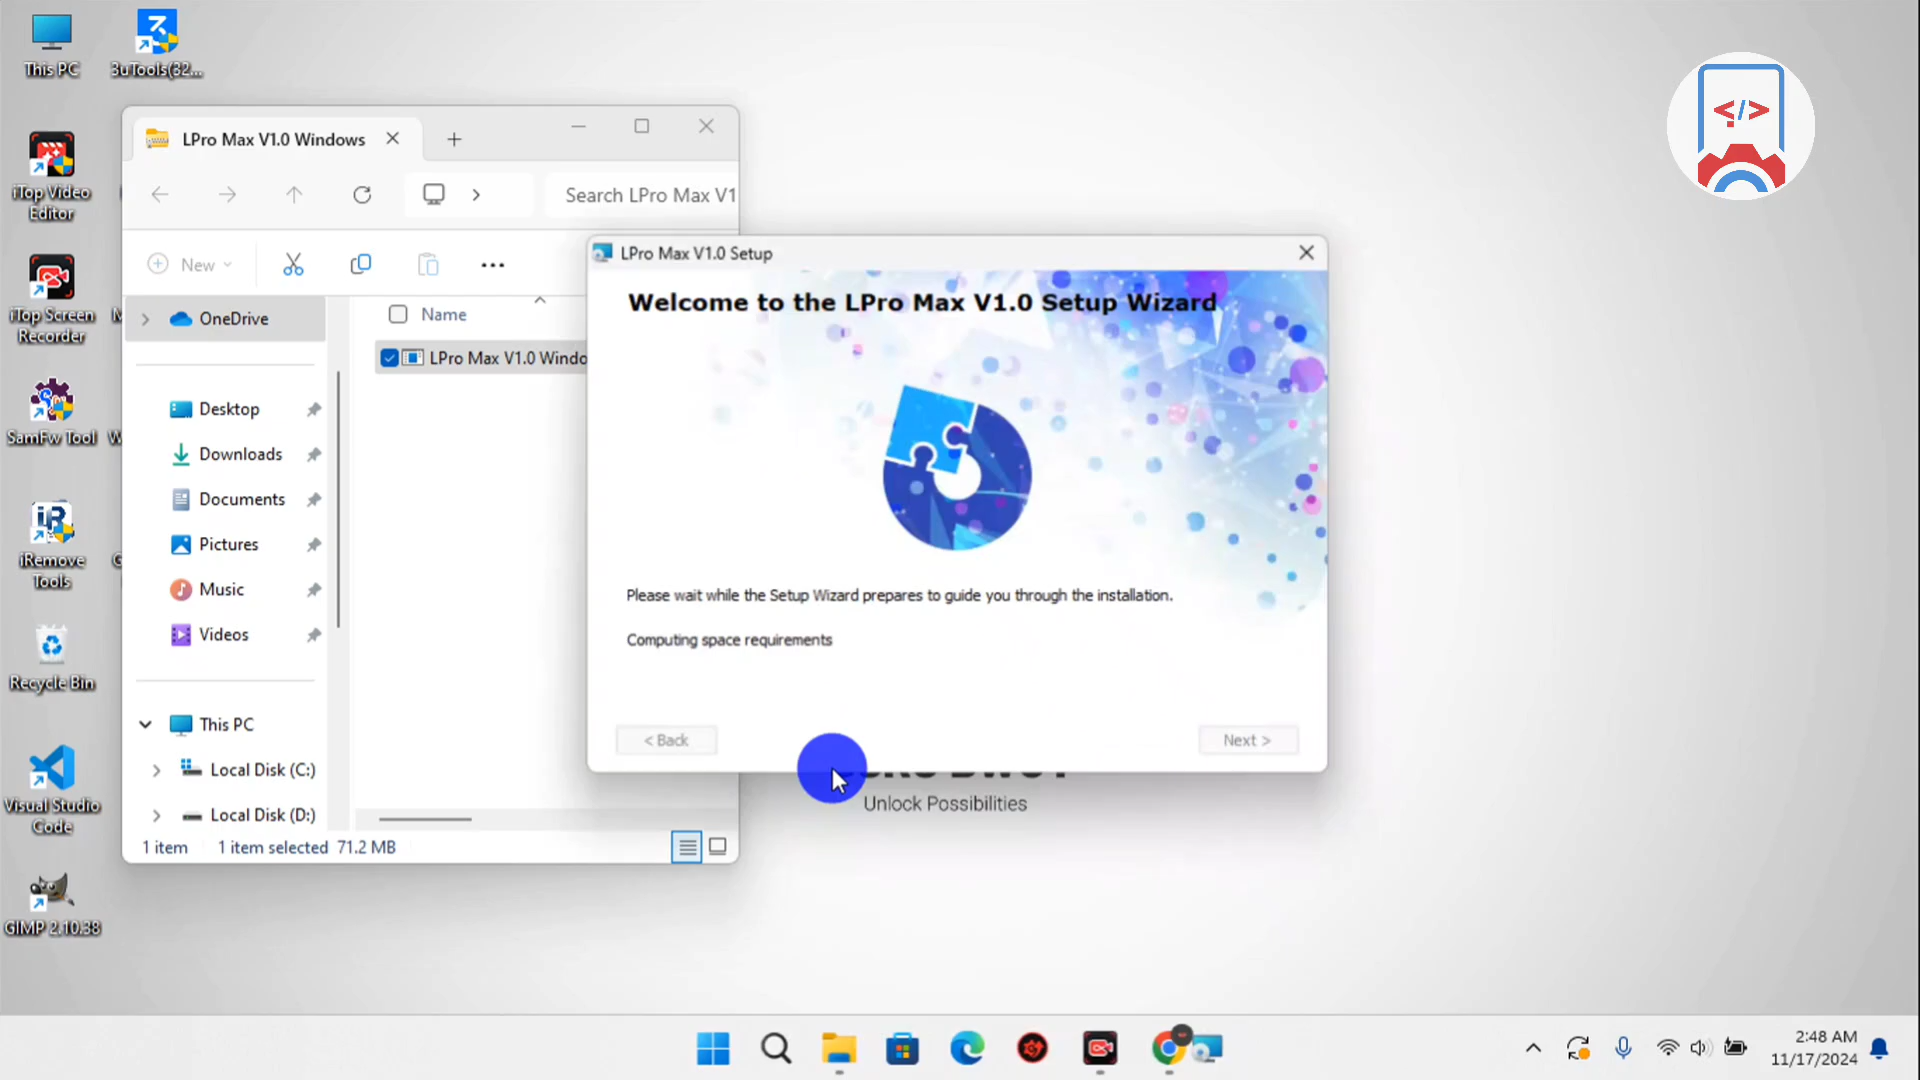 This PC
3uTools(32...
iTop Video
Editor
iTop Screen
Recorder
SamFw Tool
iRemove
Tools
Recycle Bin
Visual Studio
Code
GIMP 2.10.38
LPro Max V1.0 Windows
Search LPro Max V1
New
Name
OneDrive
LPro Max V1.0 Windo
Desktop
Downloads
Documents
Pictures
Music
Videos
This PC
Local Disk (C:)
Local Disk (D:)
1 item 1 item selected 71.2 MB
LPro Max V1.0 Setup
Welcome to the LPro Max V1.0 Setup Wizard
Please wait while the Setup Wizard prepares to guide you through the installation.
Computing space requirements
< Back
Next >
Unlock Possibilities
</>
2:48 AM
11/17/2024